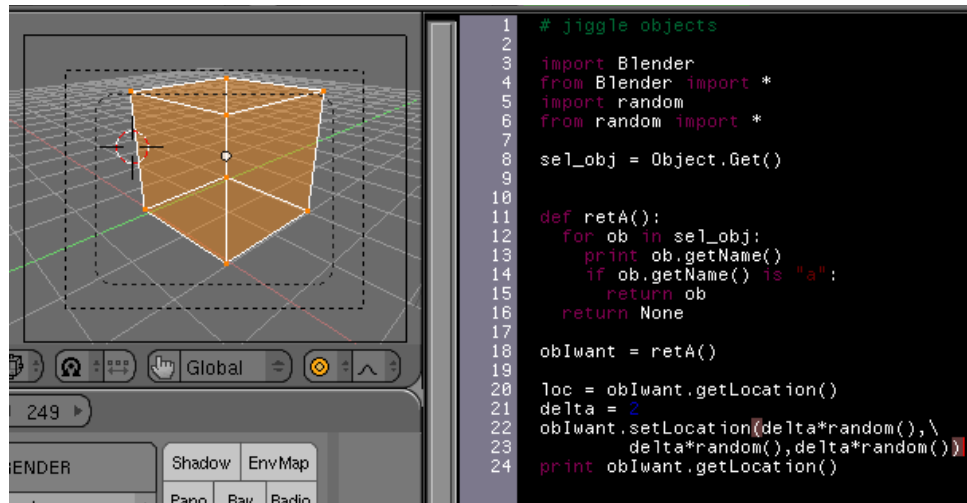 Global
249
ENDER
Shadow EnvMap
Pano Ray Radio
1 # jiggle objects
2
3 import Blender
4 from Blender import *
5 import random
6 from random import *
7
8 sel_obj = Object.Get()
9
10
11 def retA():
12 for ob in sel_obj:
13 print ob.getName()
14 if ob.getName() is "a":
15 return ob
16 return None
17
18 obIwant = retA()
19
20 loc = obIwant.getLocation()
21 delta = 2
22 obIwant.setLocation(delta*random(),\
23 delta*random(),delta*random())
24 print obIwant.getLocation()